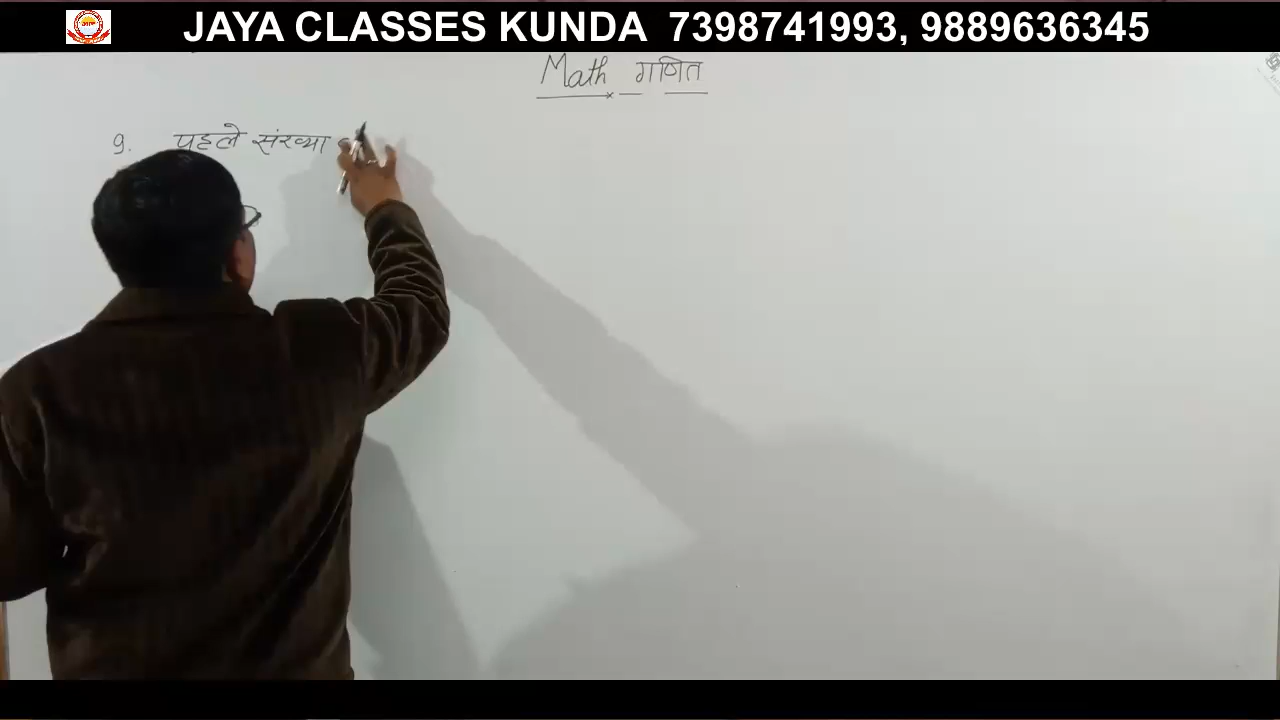 JAYA CLASSES KUNDA 7398741993, 9889636345
Math गणित
9. पहले संख्या